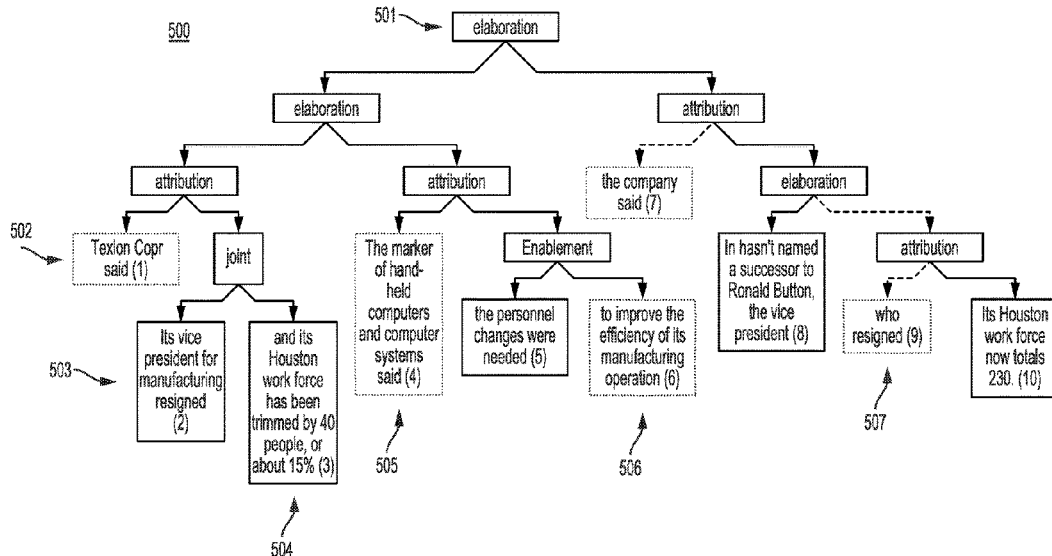 500
501
elaboration
elaboration
attribution
attribution
attribution
the company
said (7)
elaboration
502
Texion Copr
said (1)
joint
The marker
of hand-
held
computers
and computer
systems
said (4)
Enablement
In hasn't named
a successor to
Ronald Button,
the vice
president (8)
attribution
503
Its vice
president for
manufacturing
resigned
(2)
and its
Houston
work force
has been
trimmed by 40
people, or
about 15% (3)
the personnel
changes were
needed (5)
to improve the
efficiency of its
manufacturing
operation (6)
who
resigned (9)
Its Houston
work force
now totals
230. (10)
504
505
506
507